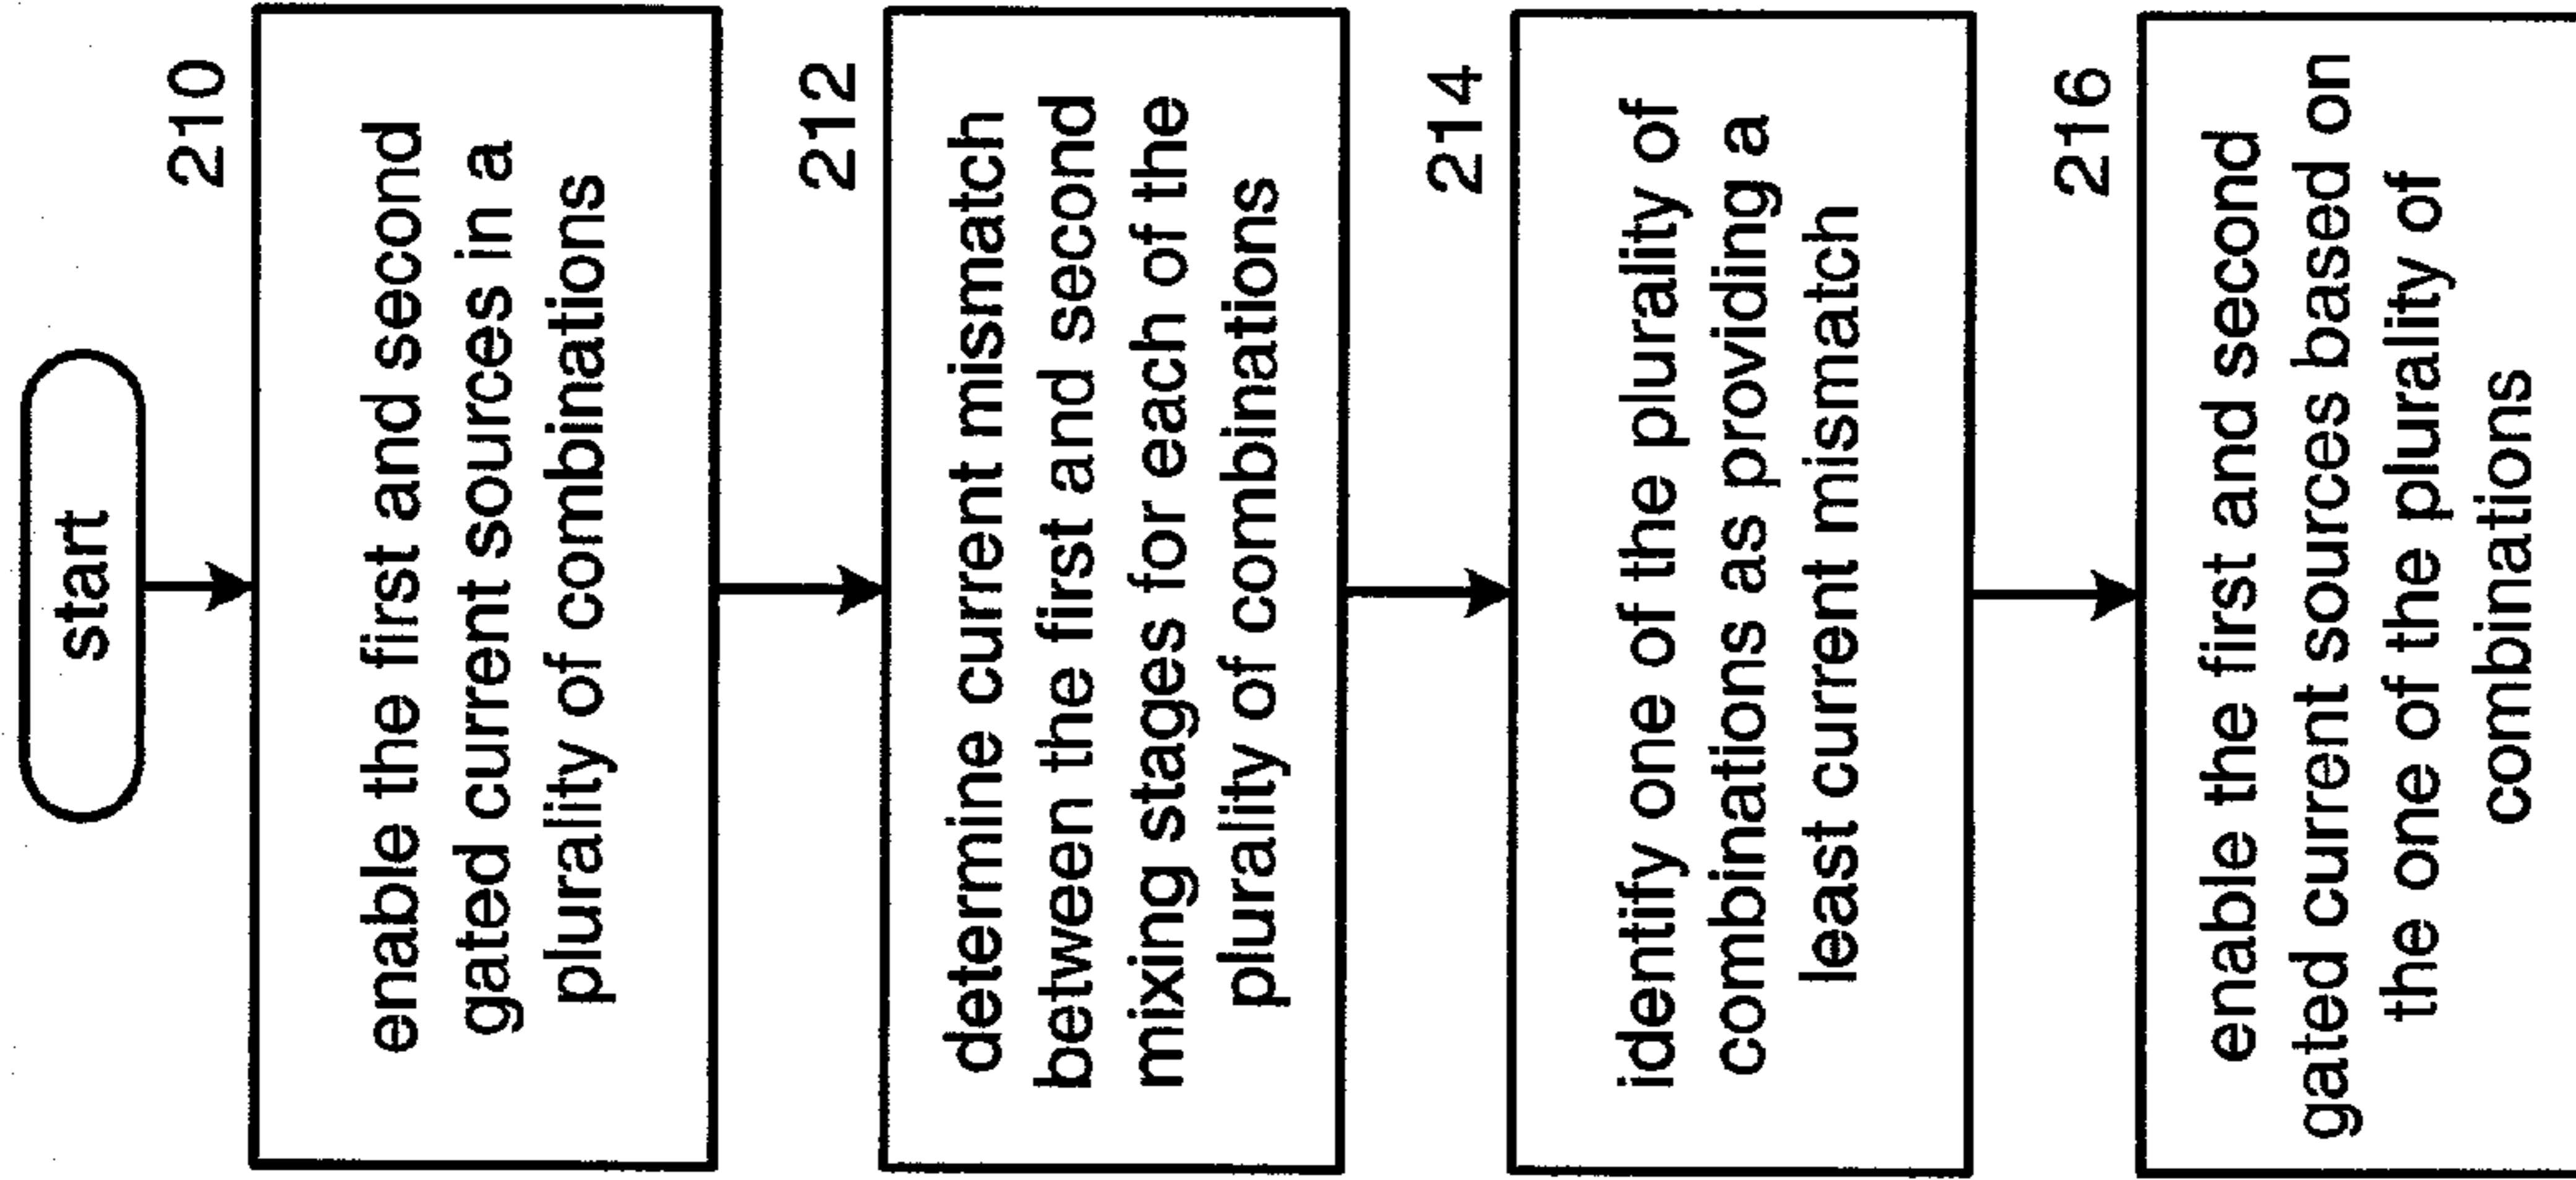 start
210
enable the first and second
gated current sources in a
plurality of combinations
212
determine current mismatch
between the first and second
mixing stages for each of the
plurality of combinations
214
identify one of the plurality of
combinations as providing a
least current mismatch
216
enable the first and second
gated current sources based on
the one of the plurality of
combinations